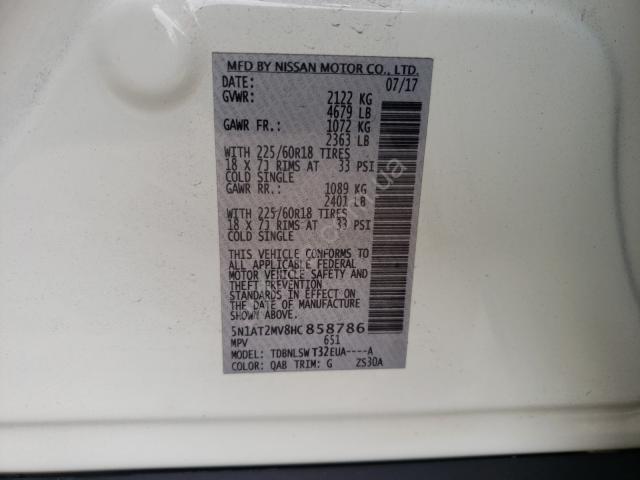 MFD BY NISSAN MOTOR CO., LTD.
DATE: 07/17
GVWR: 2122 KG
4679 LB
GAWR FR.: 1072 KG
2363 LB
WITH 225/60R18 TIRES
18 X 7J RIMS AT 33 PSI
COLD SINGLE
GAWR RR.: 1089 KG
2401 LB
WITH 225/60R18 TIRES
18 X 7J RIMS AT 33 PSI
COLD SINGLE
THIS VEHICLE CONFORMS TO
ALL APPLICABLE FEDERAL
MOTOR VEHICLE SAFETY AND
THEFT PREVENTION
STANDARDS IN EFFECT ON
THE DATE OF MANUFACTURE
SHOWN ABOVE.
5N1AT2MV8HC858786
MPV 651
MODEL: TDBNLSW T32EUA----A
COLOR: QAB TRIM: G ZS30A